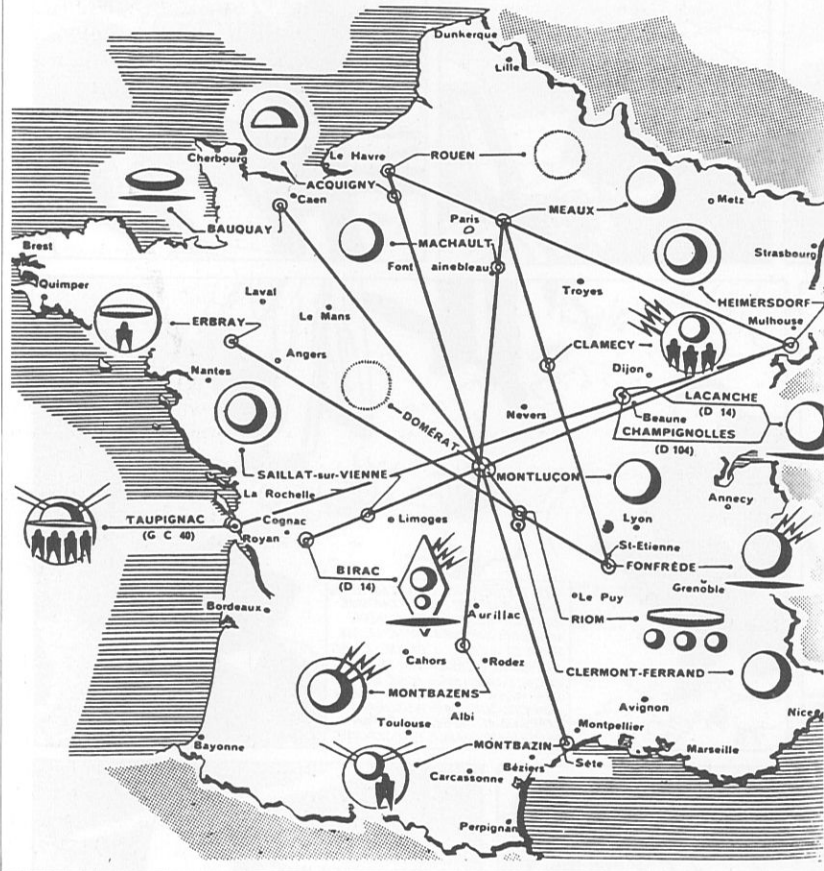 Dunkerque
Lille
Cherbourg
Le Havre
ROUEN
ACQUIGNY
Caen
MEAUX
Metz
Paris
BAUQUAY
MACHAULT
Brest
Strasbourg
Fontainebleau
Quimper
Laval
Troyes
HEIMERSDORF
Le Mans
ERBRAY
Mulhouse
CLAMECY
Angers
Nantes
Dijon
LACANCHE
(D 14)
Nevers
Beaune
DOMÉRAT
CHAMPIGNOLLES
(D 104)
SAILLAT-sur-VIENNE
MONTLUÇON
La Rochelle
Annecy
TAUPIGNAC
(G C 40)
Cognac
Limoges
Lyon
Royan
St-Etienne
BIRAC
(D 14)
FONFRÈDE
Grenoble
Le Puy
Bordeaux
Aurillac
RIOM
Cahors
Rodez
CLERMONT-FERRAND
MONTBAZENS
Avignon
Albi
Nice
Toulouse
Montpellier
Bayonne
MONTBAZIN
Marseille
Béziers
Sète
Carcassonne
Perpignan